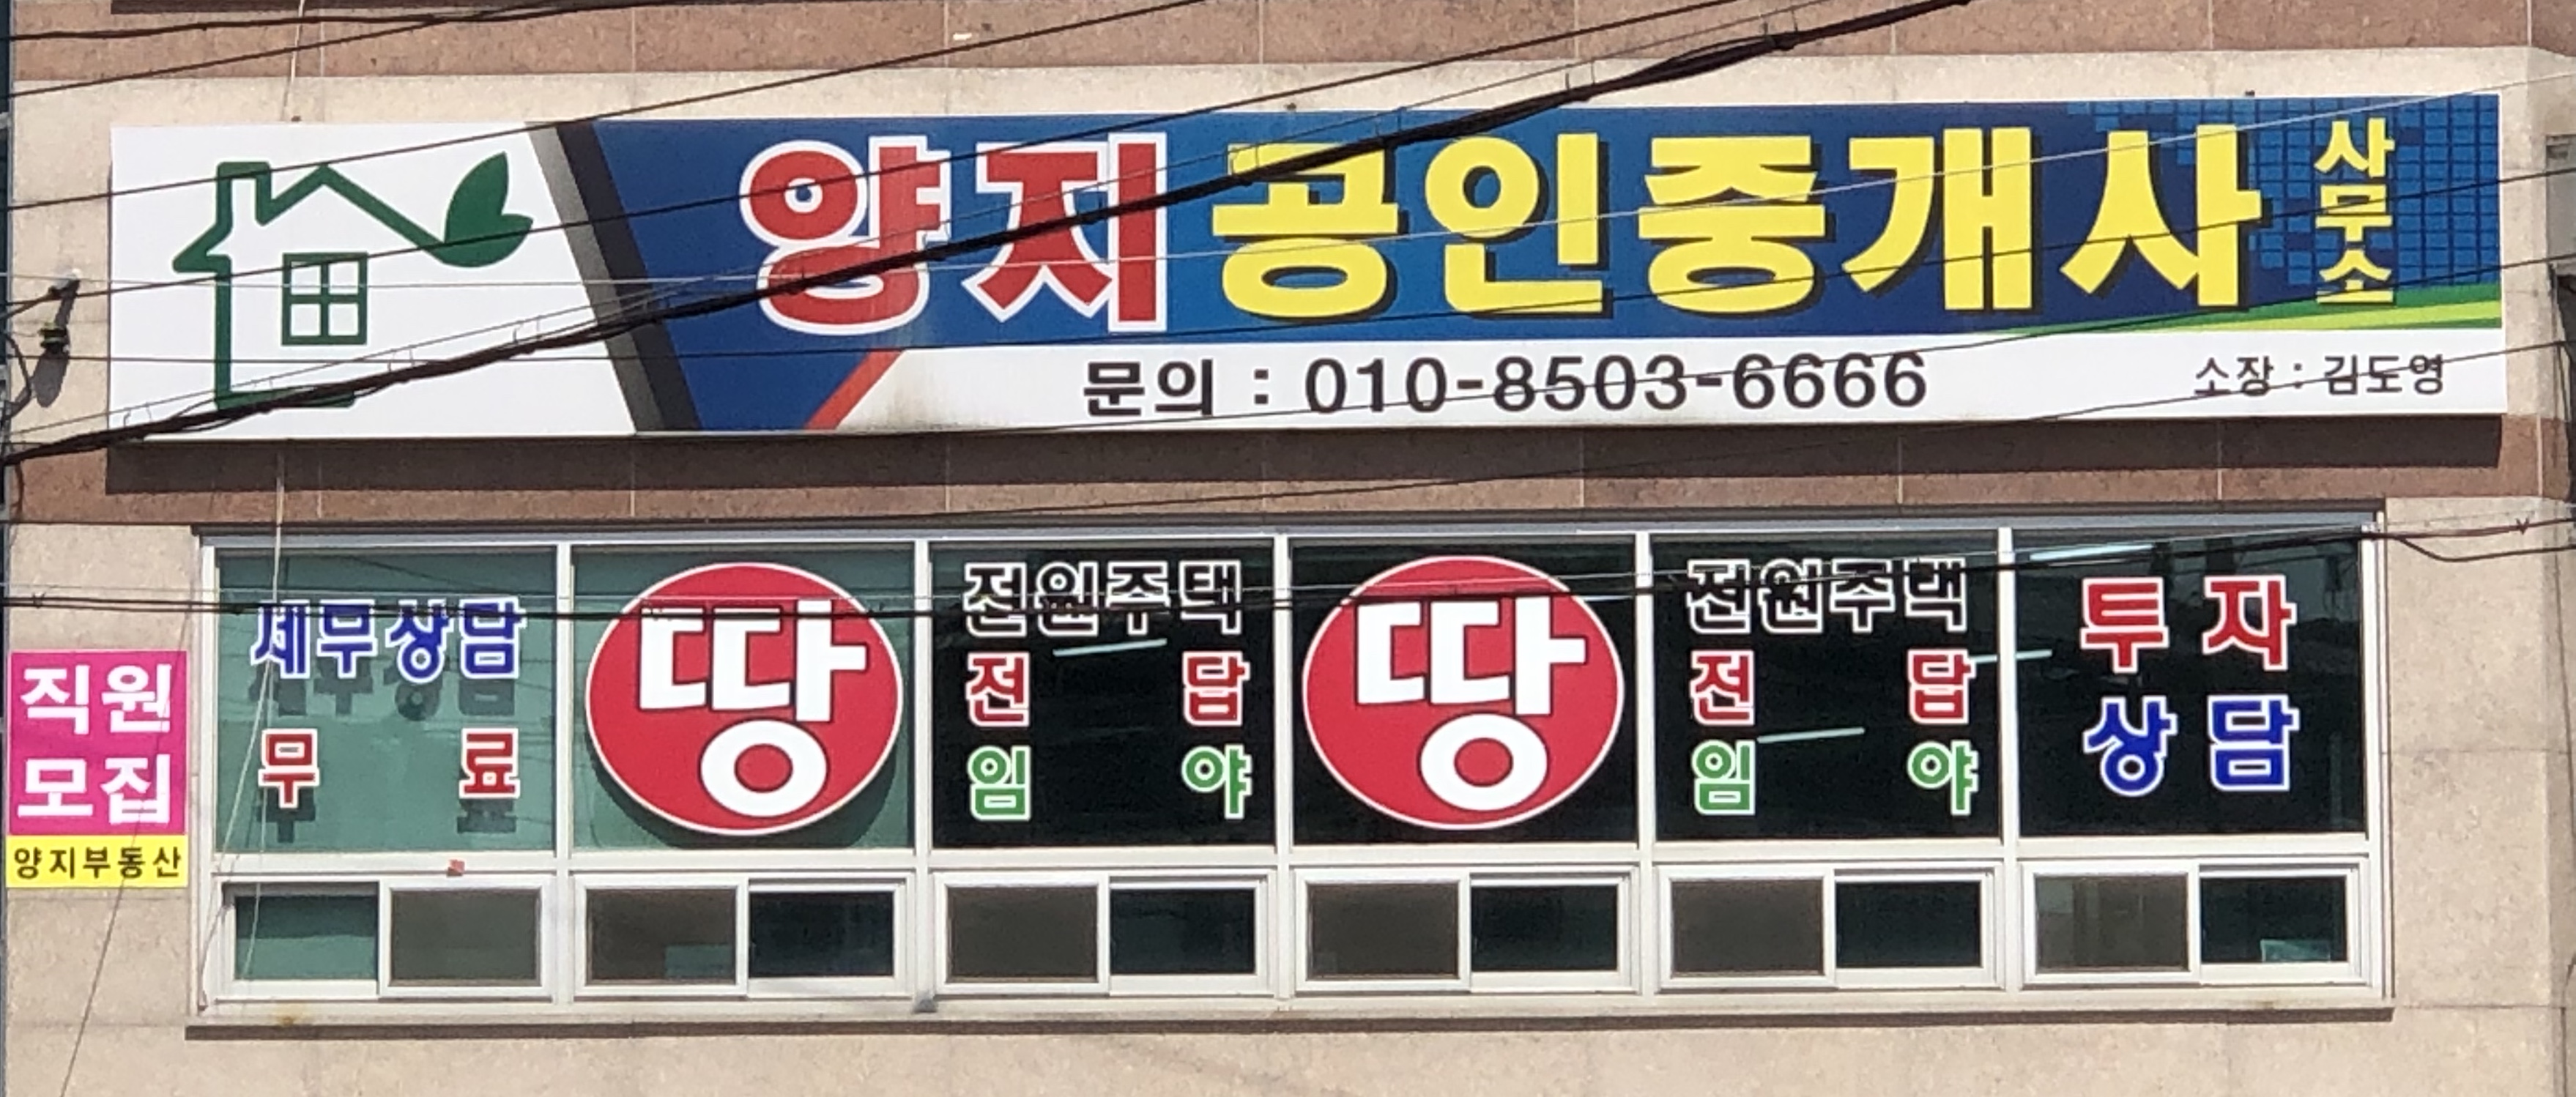 양지 공인중개사 사무소
문의 : 010-8503-6666
소장 : 김도영
직원
모집
양지부동산
세무상담
무료
땅
전원주택
전답
임야
땅
전원주택
전답
임야
투자
상담